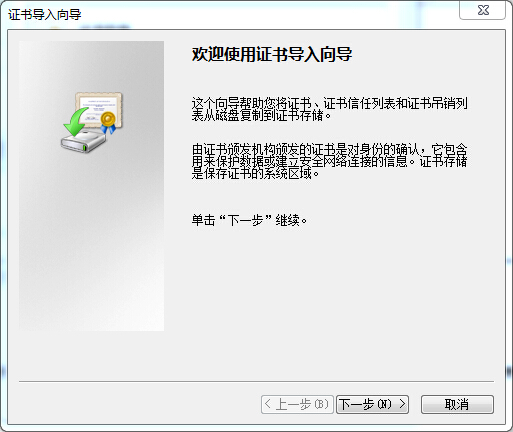 证书导入向导
欢迎使用证书导入向导
这个向导帮助您将证书、证书信任列表和证书吊销列
表从磁盘复制到证书存储。
由证书颁发机构颁发的证书是对身份的确认，它包含
用来保护数据或建立安全网络连接的信息。证书存储
是保存证书的系统区域。
单击“下一步”继续。
< 上一步(B) 下一步(N) > 取消